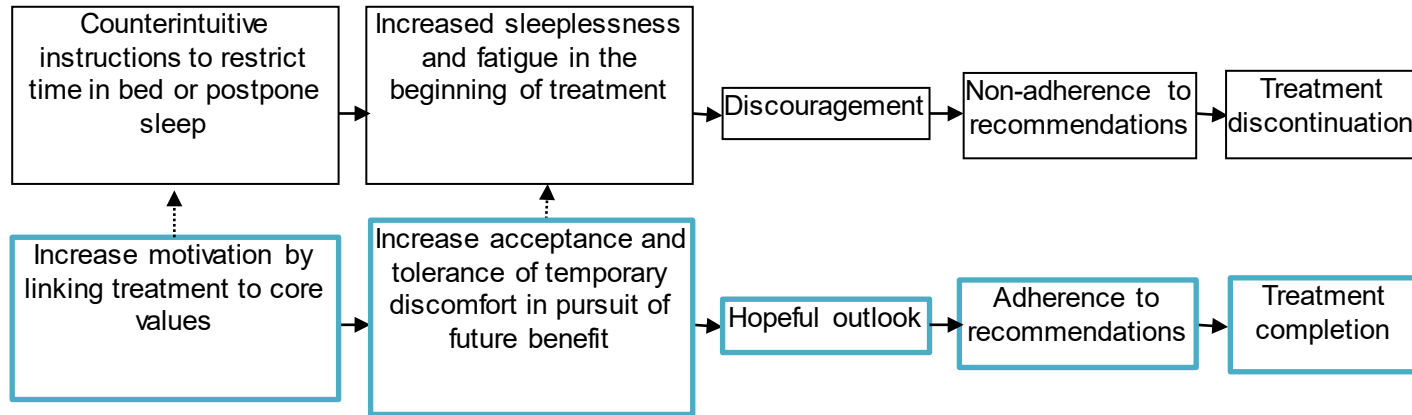 Counterintuitive
instructions to restrict
time in bed or postpone
sleep
Increased sleeplessness
and fatigue in the
beginning of treatment
Discouragement
Non-adherence to
recommendations
Treatment
discontinuation
Increase motivation by
linking treatment to core
values
Increase acceptance and
tolerance of temporary
discomfort in pursuit of
future benefit
Hopeful outlook
Adherence to
recommendations
Treatment
completion